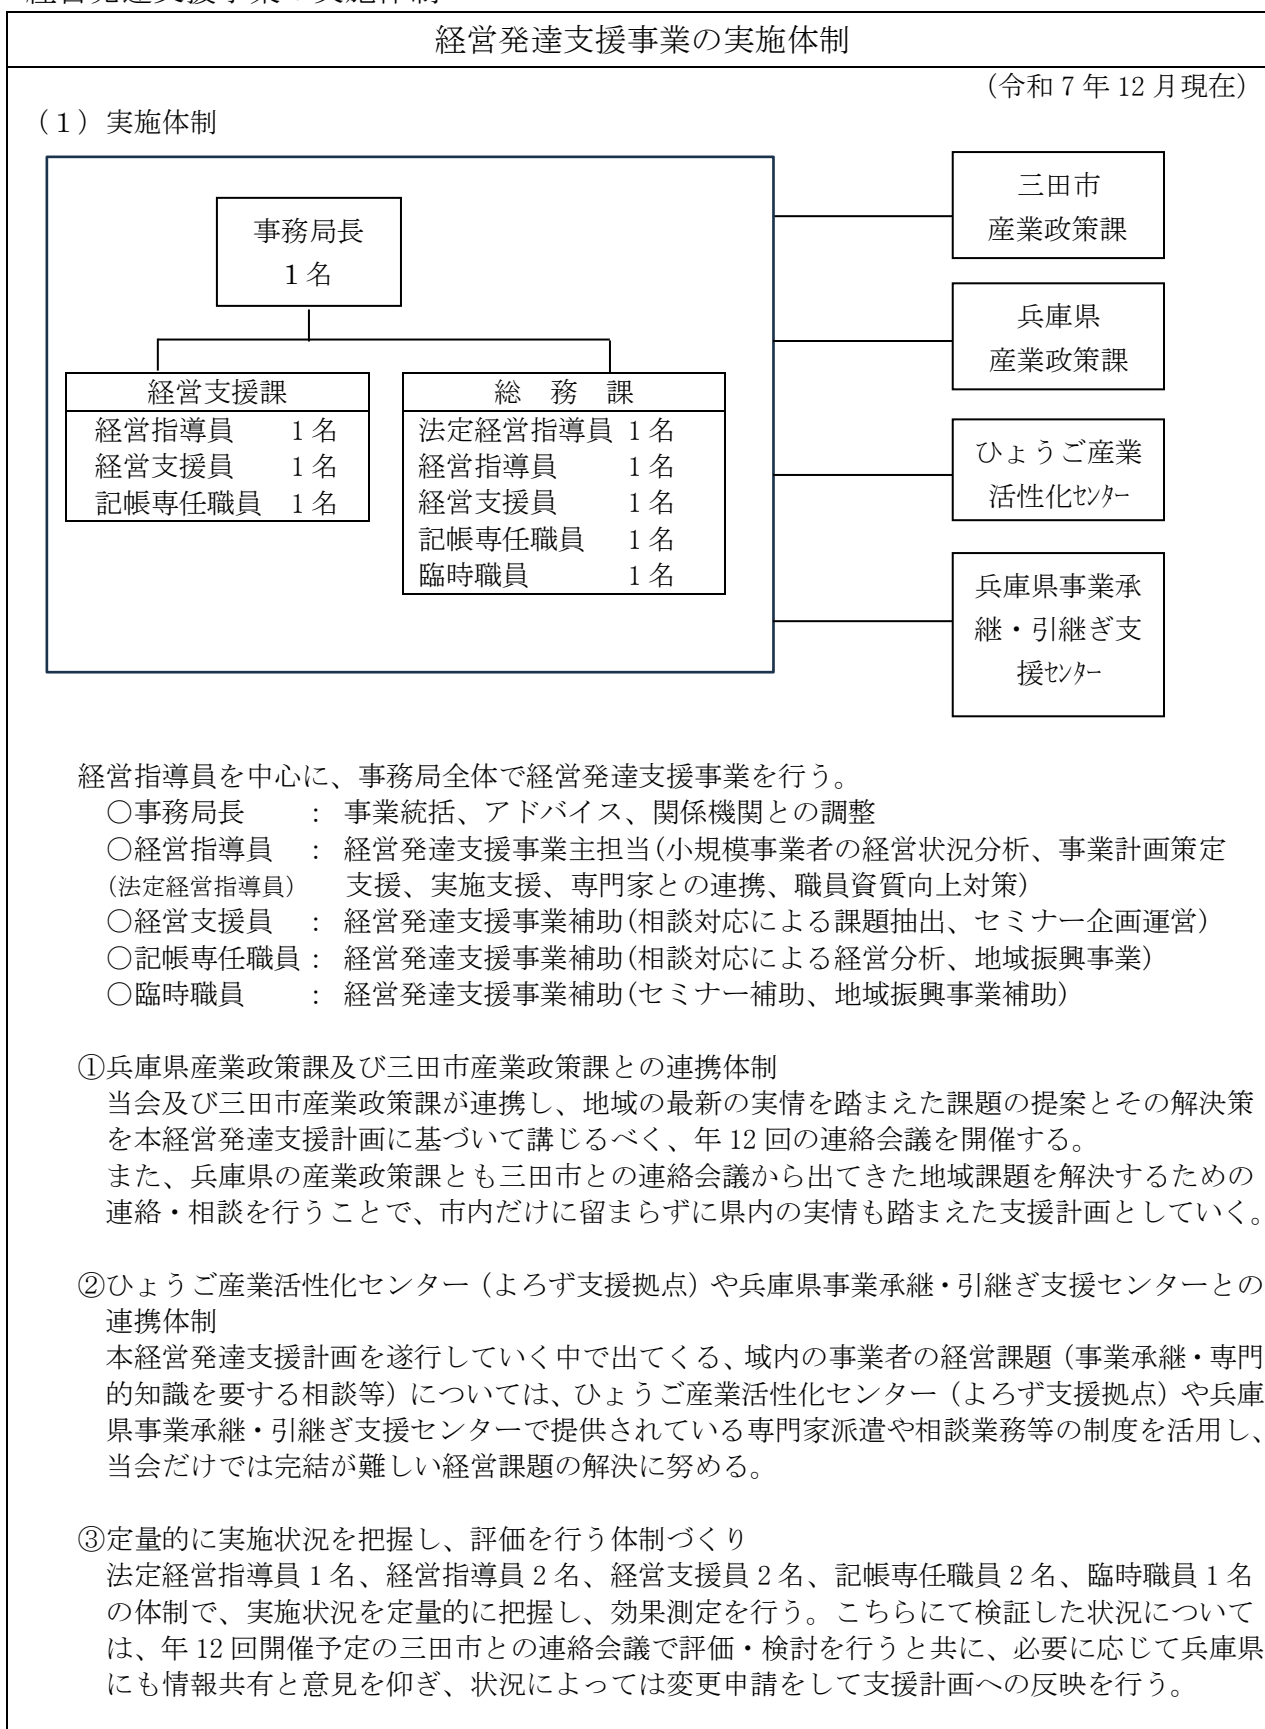 経営発達支援事業の実施体制
経営発達支援事業の実施体制
（令和 7 年 12 月現在）
（１）実施体制
事務局長
１名
経営支援課
経営指導員 1 名
経営支援員 1 名
記帳専任職員 1 名
総 務 課
法定経営指導員 1 名
経営指導員 1 名
経営支援員 1 名
記帳専任職員 1 名
臨時職員 1 名
三田市
産業政策課
兵庫県
産業政策課
ひょうご産業
活性化ｾﾝﾀｰ
兵庫県事業承
継・引継ぎ支
援ｾﾝﾀｰ
経営指導員を中心に、事務局全体で経営発達支援事業を行う。
○事務局長 ： 事業統括、アドバイス、関係機関との調整
○経営指導員 ： 経営発達支援事業主担当(小規模事業者の経営状況分析、事業計画策定
(法定経営指導員) 支援、実施支援、専門家との連携、職員資質向上対策)
○経営支援員 ： 経営発達支援事業補助(相談対応による課題抽出、セミナー企画運営)
○記帳専任職員： 経営発達支援事業補助(相談対応による経営分析、地域振興事業)
○臨時職員 ： 経営発達支援事業補助(セミナー補助、地域振興事業補助)
①兵庫県産業政策課及び三田市産業政策課との連携体制
当会及び三田市産業政策課が連携し、地域の最新の実情を踏まえた課題の提案とその解決策
を本経営発達支援計画に基づいて講じるべく、年 12 回の連絡会議を開催する。
また、兵庫県の産業政策課とも三田市との連絡会議から出てきた地域課題を解決するための
連絡・相談を行うことで、市内だけに留まらずに県内の実情も踏まえた支援計画としていく。
②ひょうご産業活性化センター（よろず支援拠点）や兵庫県事業承継・引継ぎ支援センターとの
連携体制
本経営発達支援計画を遂行していく中で出てくる、域内の事業者の経営課題（事業承継・専門
的知識を要する相談等）については、ひょうご産業活性化センター（よろず支援拠点）や兵庫
県事業承継・引継ぎ支援センターで提供されている専門家派遣や相談業務等の制度を活用し、
当会だけでは完結が難しい経営課題の解決に努める。
③定量的に実施状況を把握し、評価を行う体制づくり
法定経営指導員 1 名、経営指導員 2 名、経営支援員 2 名、記帳専任職員 2 名、臨時職員 1 名
の体制で、実施状況を定量的に把握し、効果測定を行う。こちらにて検証した状況について
は、年 12 回開催予定の三田市との連絡会議で評価・検討を行うと共に、必要に応じて兵庫県
にも情報共有と意見を仰ぎ、状況によっては変更申請をして支援計画への反映を行う。